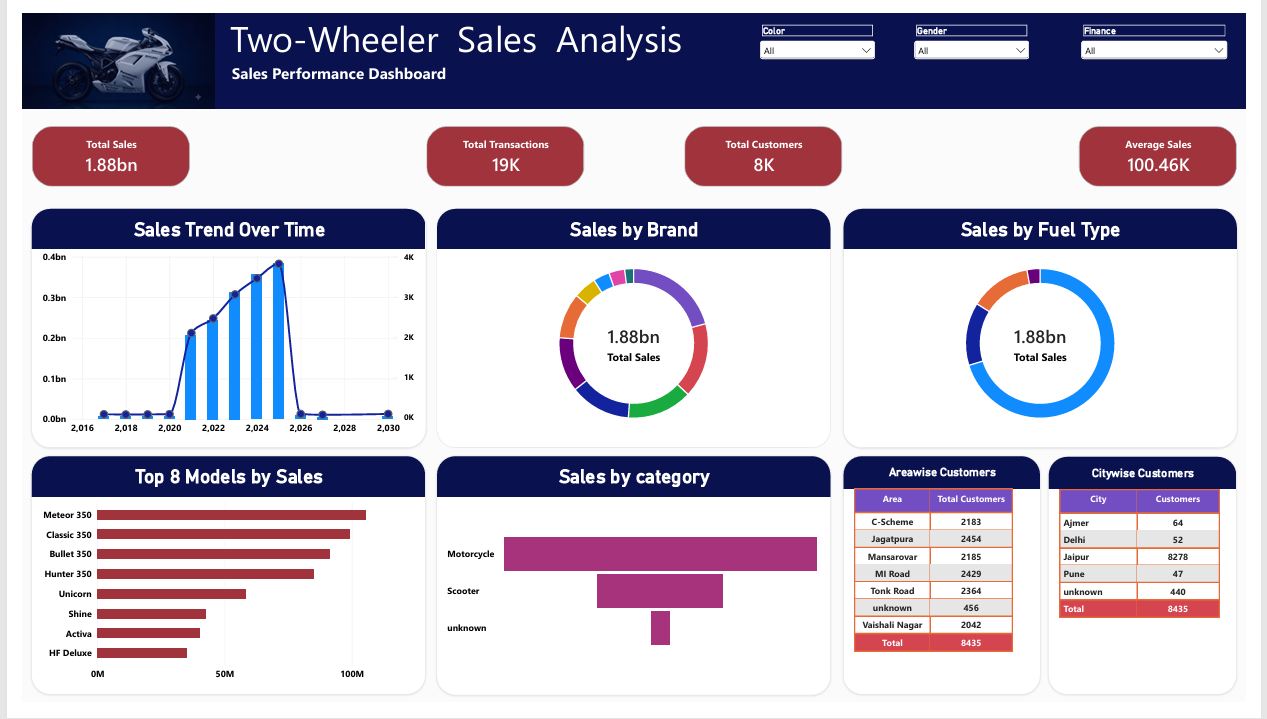 Two-Wheeler Sales Analysis
Sales Performance Dashboard
Color
All
Gender
All
Finance
All
Total Sales
1.88bn
Total Transactions
19K
Total Customers
8K
Average Sales
100.46K
Sales Trend Over Time
0.4bn
0.3bn
0.2bn
0.1bn
0.0bn
4K
3K
2K
1K
0K
2,016 2,018 2,020 2,022 2,024 2,026 2,028 2,030
Sales by Brand
1.88bn
Total Sales
Sales by Fuel Type
1.88bn
Total Sales
Top 8 Models by Sales
Meteor 350
Classic 350
Bullet 350
Hunter 350
Unicorn
Shine
Activa
HF Deluxe
0M 50M 100M
Sales by category
Motorcycle
Scooter
unknown
Areawise Customers
Area Total Customers
C-Scheme 2183
Jagatpura 2454
Mansarovar 2185
MI Road 2429
Tonk Road 2364
unknown 456
Vaishali Nagar 2042
Total 8435
Citywise Customers
City Customers
Ajmer 64
Delhi 52
Jaipur 8278
Pune 47
unknown 440
Total 8435